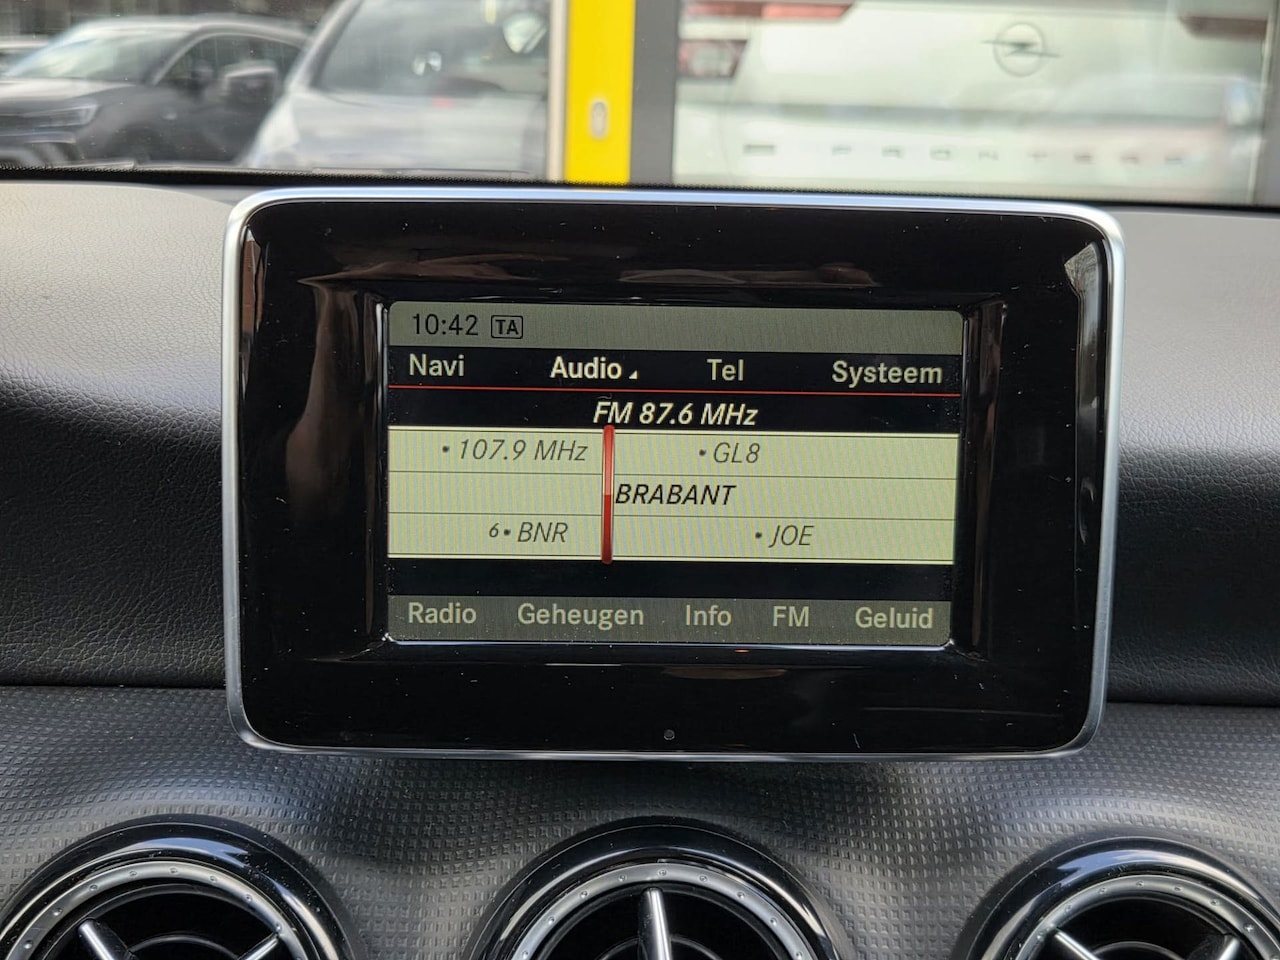 FRONTERA
10:42 TA
Navi Audio Tel Systeem
FM 87.6 MHz
• 107.9 MHz • GL8
BRABANT
6 • BNR • JOE
Radio Geheugen Info FM Geluid